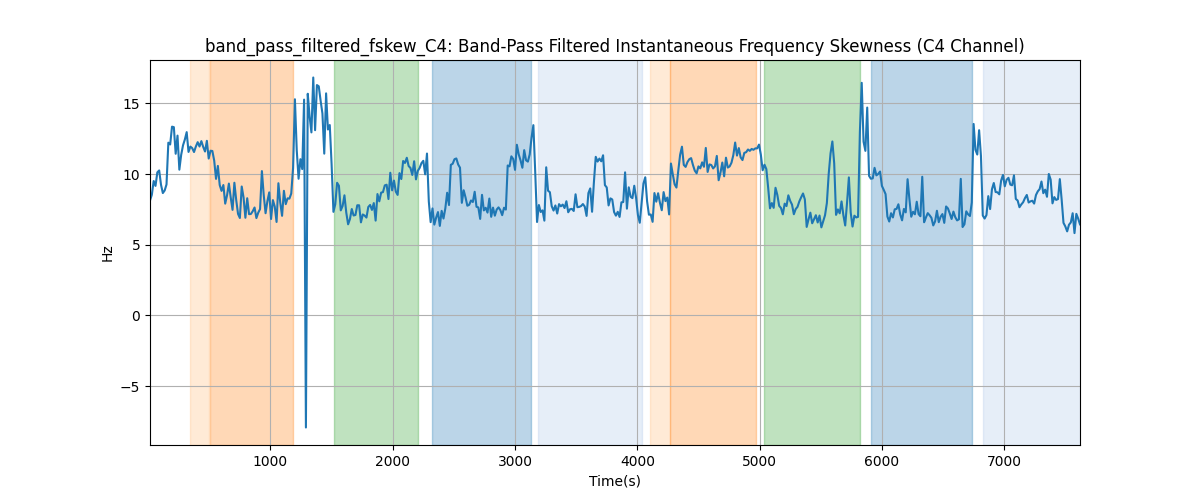 band_pass_filtered_fskew_C4: Band-Pass Filtered Instantaneous Frequency Skewness (C4 Channel)
15
10
5
0
−5
Hz
1000 2000 3000 4000 5000 6000 7000
Time(s)